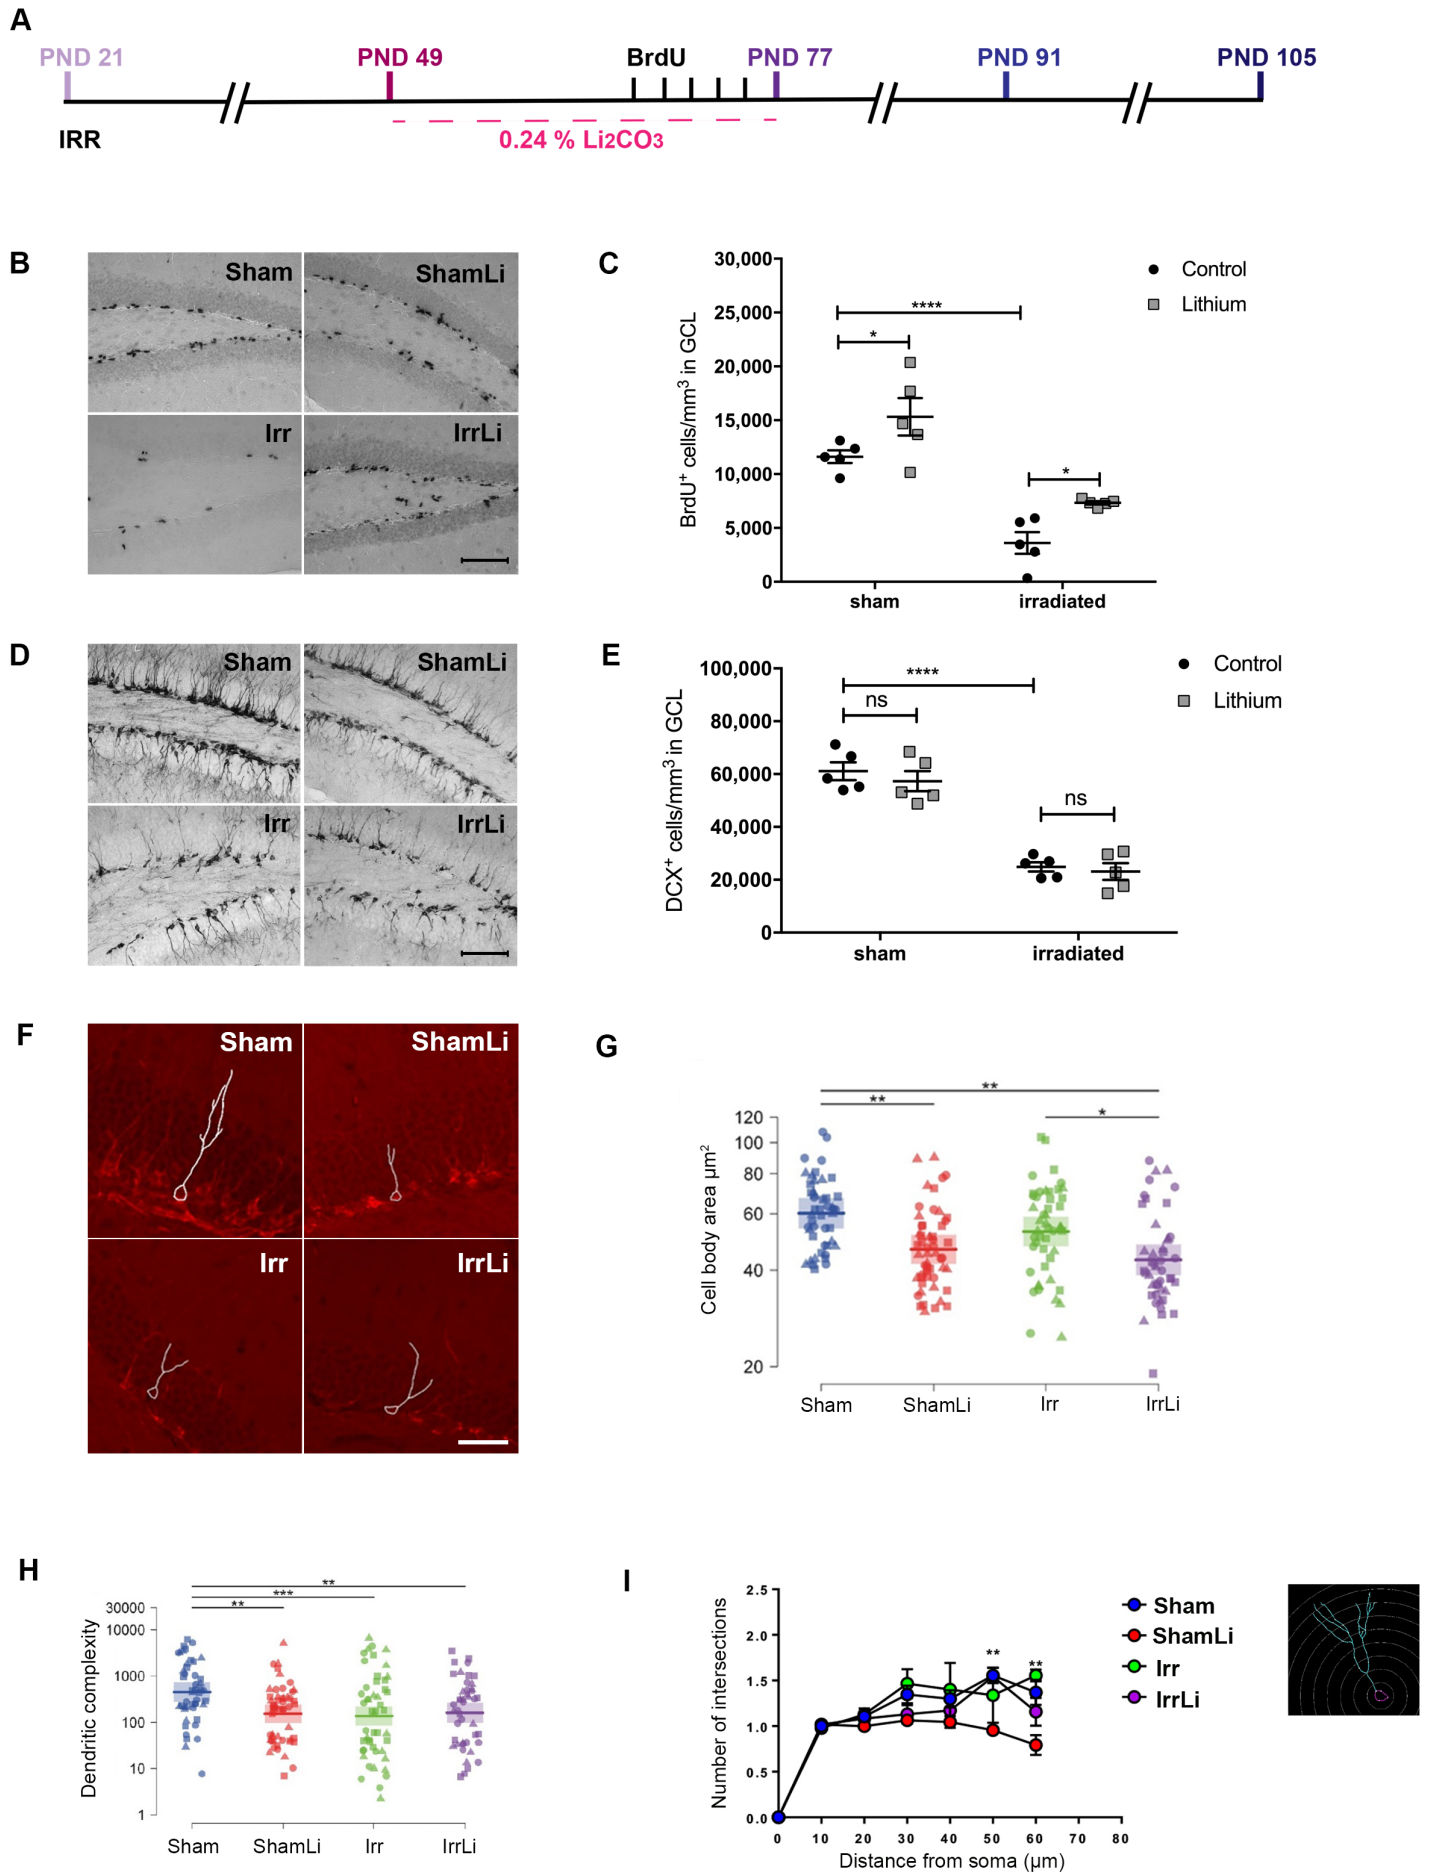 A
PND 21
PND 49
BrdU
PND 77
PND 91
PND 105
IRR
0.24 % Li2CO3
B
Sham
ShamLi
Irr
IrrLi
C
30,000
25,000
20,000
15,000
10,000
5,000
0
BrdU+ cells/mm3 in GCL
****
*
*
sham
irradiated
Control
Lithium
D
Sham
ShamLi
Irr
IrrLi
E
100,000
80,000
60,000
40,000
20,000
0
DCX+ cells/mm3 in GCL
****
ns
ns
sham
irradiated
Control
Lithium
F
Sham
ShamLi
Irr
IrrLi
G
**
**
*
120
100
80
60
40
20
Cell body area µm2
Sham
ShamLi
Irr
IrrLi
H
**
***
**
30000
10000
1000
100
10
1
Dendritic complexity
Sham
ShamLi
Irr
IrrLi
I
2.5
2.0
1.5
1.0
0.5
0.0
Number of intersections
**
**
0 10 20 30 40 50 60 70 80
Distance from soma (µm)
Sham
ShamLi
Irr
IrrLi